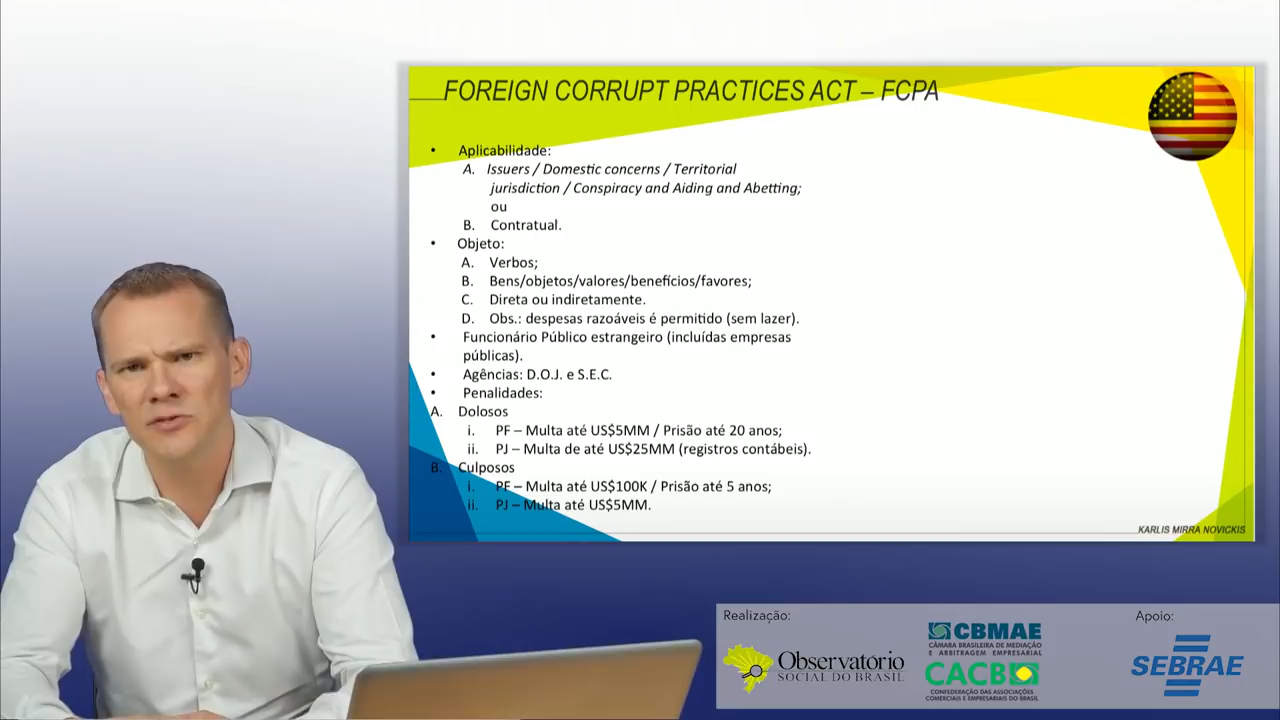 FOREIGN CORRUPT PRACTICES ACT – FCPA
• Aplicabilidade:
A. Issuers / Domestic concerns / Territorial
jurisdiction / Conspiracy and Aiding and Abetting;
ou
B. Contratual.
• Objeto:
A. Verbos;
B. Bens/objetos/valores/benefícios/favores;
C. Direta ou indiretamente.
D. Obs.: despesas razoáveis é permitido (sem lazer).
• Funcionário Público estrangeiro (incluídas empresas
públicas).
• Agências: D.O.J. e S.E.C.
• Penalidades:
A. Dolosos
i. PF – Multa até US$5MM / Prisão até 20 anos;
ii. PJ – Multa de até US$25MM (registros contábeis).
B. Culposos
i. PF – Multa até US$100K / Prisão até 5 anos;
ii. PJ – Multa até US$5MM.
KARLIS MIRRA NOVICKIS
Realização:
Observatório
SOCIAL DO BRASIL
CBMAE
CÂMARA BRASILEIRA DE MEDIAÇÃO
E ARBITRAGEM EMPRESARIAL
CACB
CONFEDERAÇÃO DAS ASSOCIAÇÕES
COMERCIAIS E EMPRESARIAIS DO BRASIL
Apoio:
SEBRAE